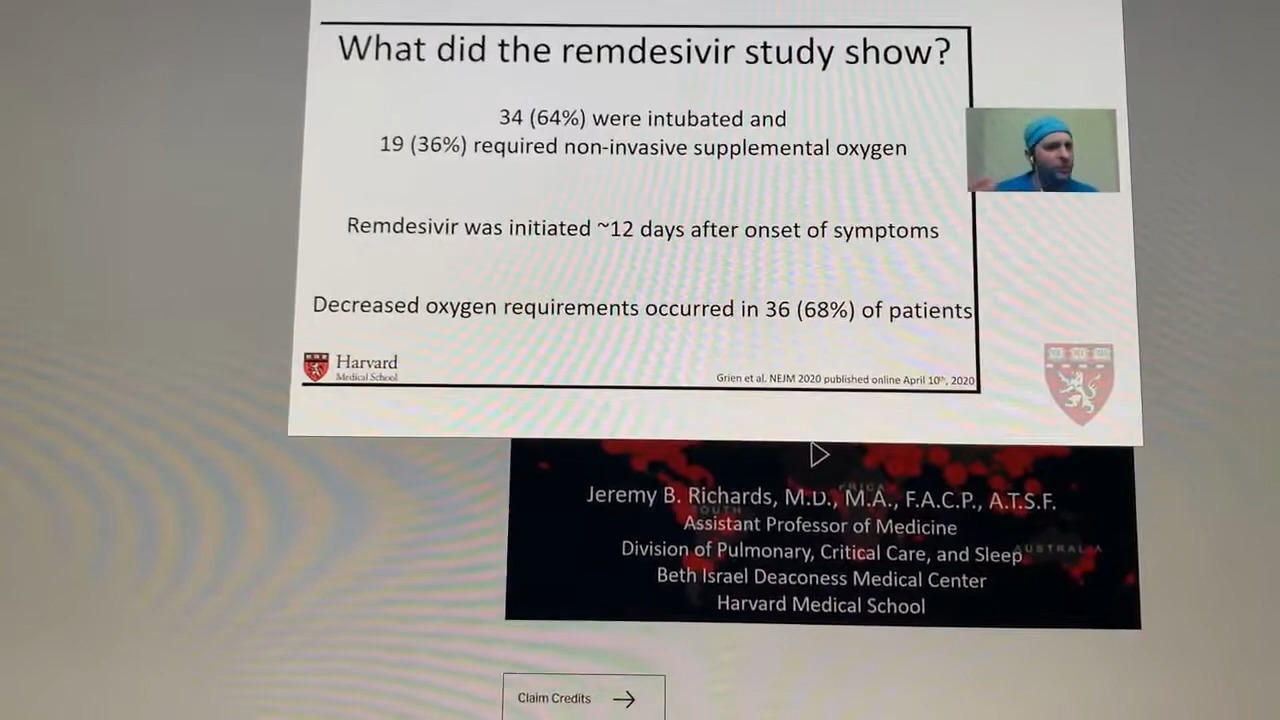 What did the remdesivir study show?
34 (64%) were intubated and
19 (36%) required non-invasive supplemental oxygen
Remdesivir was initiated ~12 days after onset of symptoms
Decreased oxygen requirements occurred in 36 (68%) of patients
Harvard
Medical School
Grien et al. NEJM 2020 published online April 10th, 2020
Jeremy B. Richards, M.D., M.A., F.A.C.P., A.T.S.F.
SOUTH
Assistant Professor of Medicine
Division of Pulmonary, Critical Care, and Sleep
AUSTRALIA
Beth Israel Deaconess Medical Center
Harvard Medical School
Claim Credits